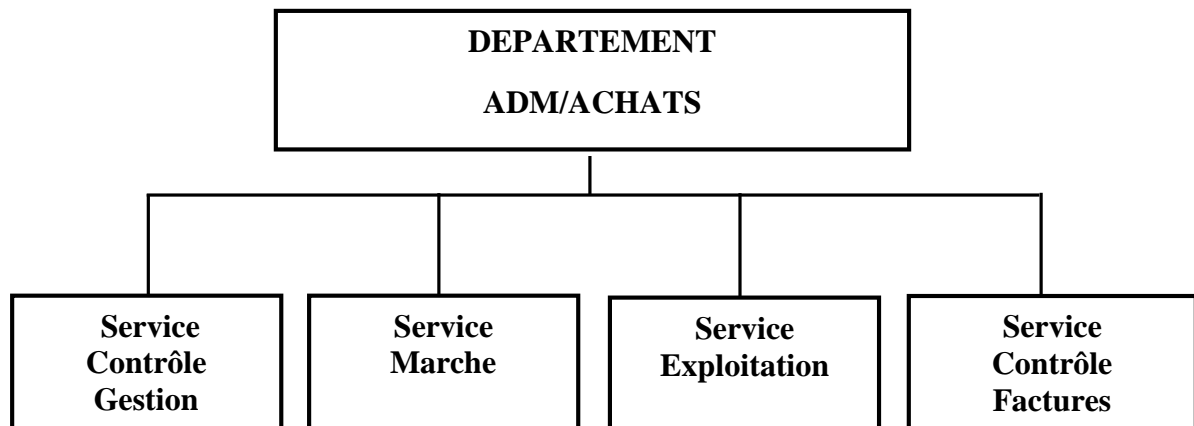 DEPARTEMENT
ADM/ACHATS
Service
Contrôle
Gestion
Service
Marche
Service
Exploitation
Service
Contrôle
Factures